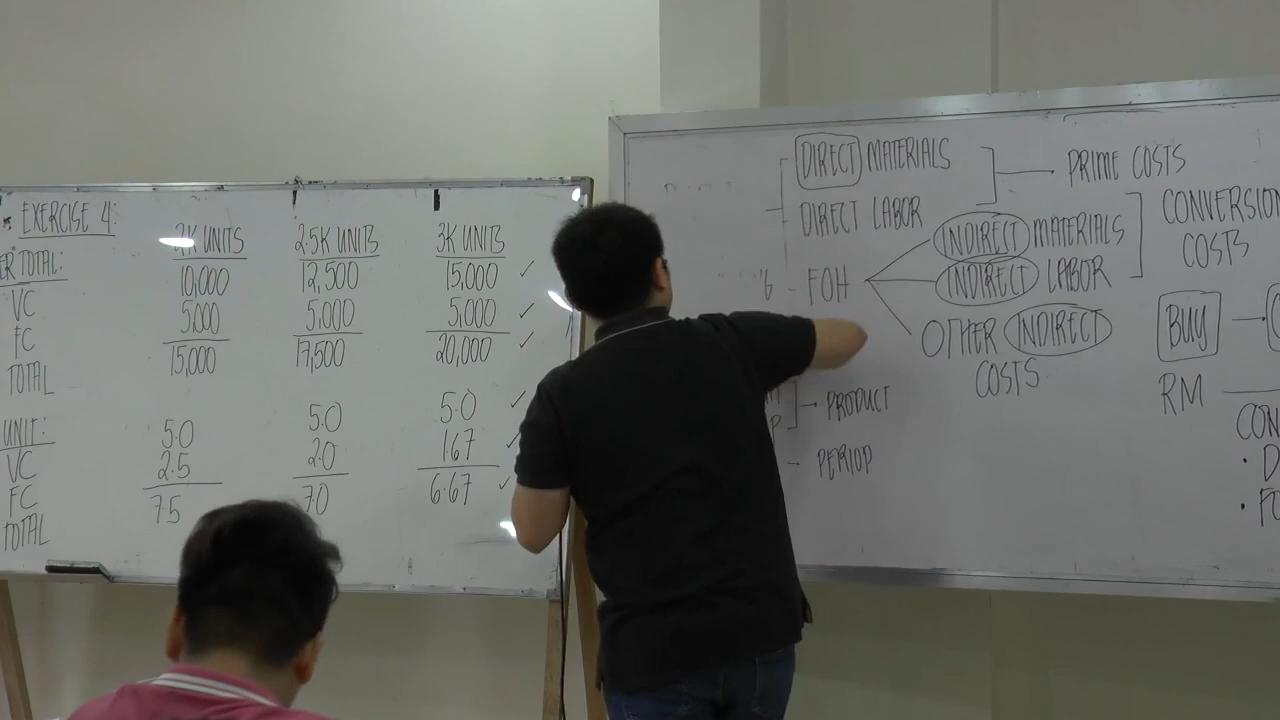 EXERCISE 4:
2K UNITS 2.5K UNITS 3K UNITS
TOTAL:
VC 10,000 12,500 15,000 ✓
FC 5,000 5,000 5,000 ✓
TOTAL 15,000 17,500 20,000 ✓
UNIT:
VC 5.0 5.0 5.0 ✓
FC 2.5 2.0 1.67 ✓
TOTAL 7.5 7.0 6.67 ✓
DIRECT MATERIALS
PRIME COSTS
DIRECT LABOR
FOH
INDIRECT MATERIALS
INDIRECT LABOR
CONVERSION
COSTS
OTHER INDIRECT
COSTS
PRODUCT
PERIOD
BUY
RM